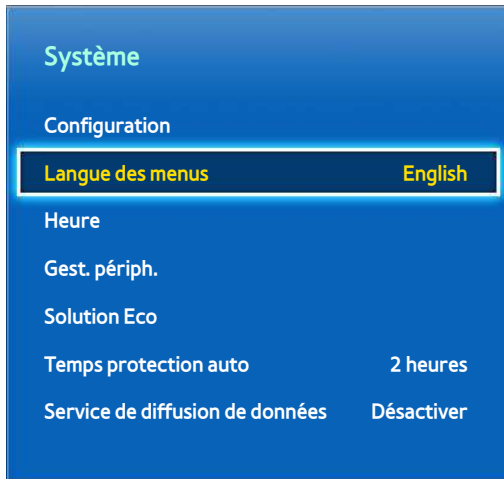 Système
Configuration
Langue des menus English
Heure
Gest. périph.
Solution Eco
Temps protection auto 2 heures
Service de diffusion de données Désactiver